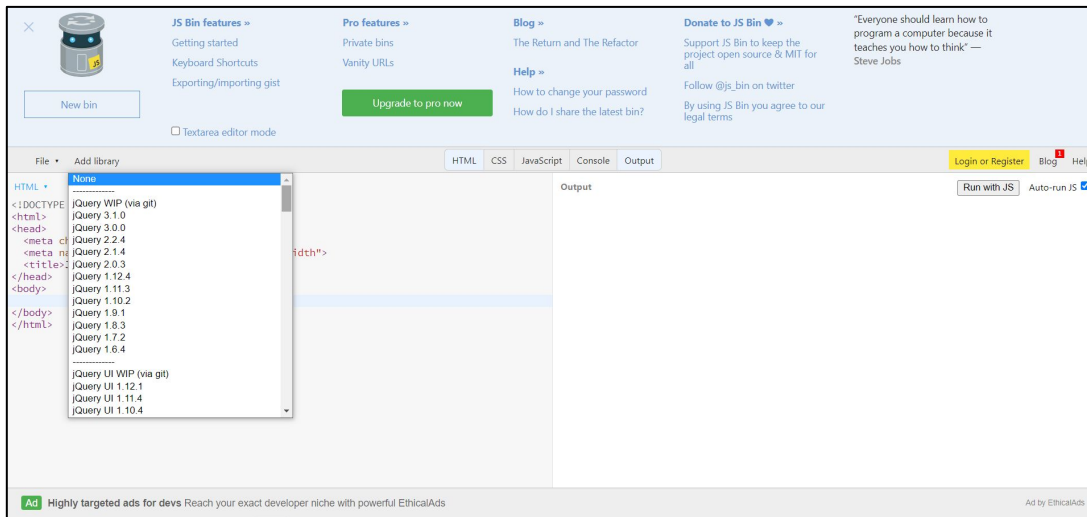 JS Bin features »
Getting started
Keyboard Shortcuts
Exporting/importing gist
Textarea editor mode
Pro features »
Private bins
Vanity URLs
Upgrade to pro now
Blog »
The Return and The Refactor
Help »
How to change your password
How do I share the latest bin?
Donate to JS Bin ♥ »
Support JS Bin to keep the
project open source & MIT for
all
Follow @js_bin on twitter
By using JS Bin you agree to our
legal terms
“Everyone should learn how to
program a computer because it
teaches you how to think” —
Steve Jobs
JS
New bin
File ▾ Add library
HTML CSS JavaScript Console Output
Login or Register Blog 1 Help
HTML ▾
<!DOCTYPE
<html>
<head>
<meta ch
<meta na
idth">
<title>
</head>
<body>
</body>
</html>
None
-------------
jQuery WIP (via git)
jQuery 3.1.0
jQuery 3.0.0
jQuery 2.2.4
jQuery 2.1.4
jQuery 2.0.3
jQuery 1.12.4
jQuery 1.11.3
jQuery 1.10.2
jQuery 1.9.1
jQuery 1.8.3
jQuery 1.7.2
jQuery 1.6.4
-------------
jQuery UI WIP (via git)
jQuery UI 1.12.1
jQuery UI 1.11.4
jQuery UI 1.10.4
Output
Run with JS Auto-run JS
Ad Highly targeted ads for devs Reach your exact developer niche with powerful EthicalAds
Ad by EthicalAds